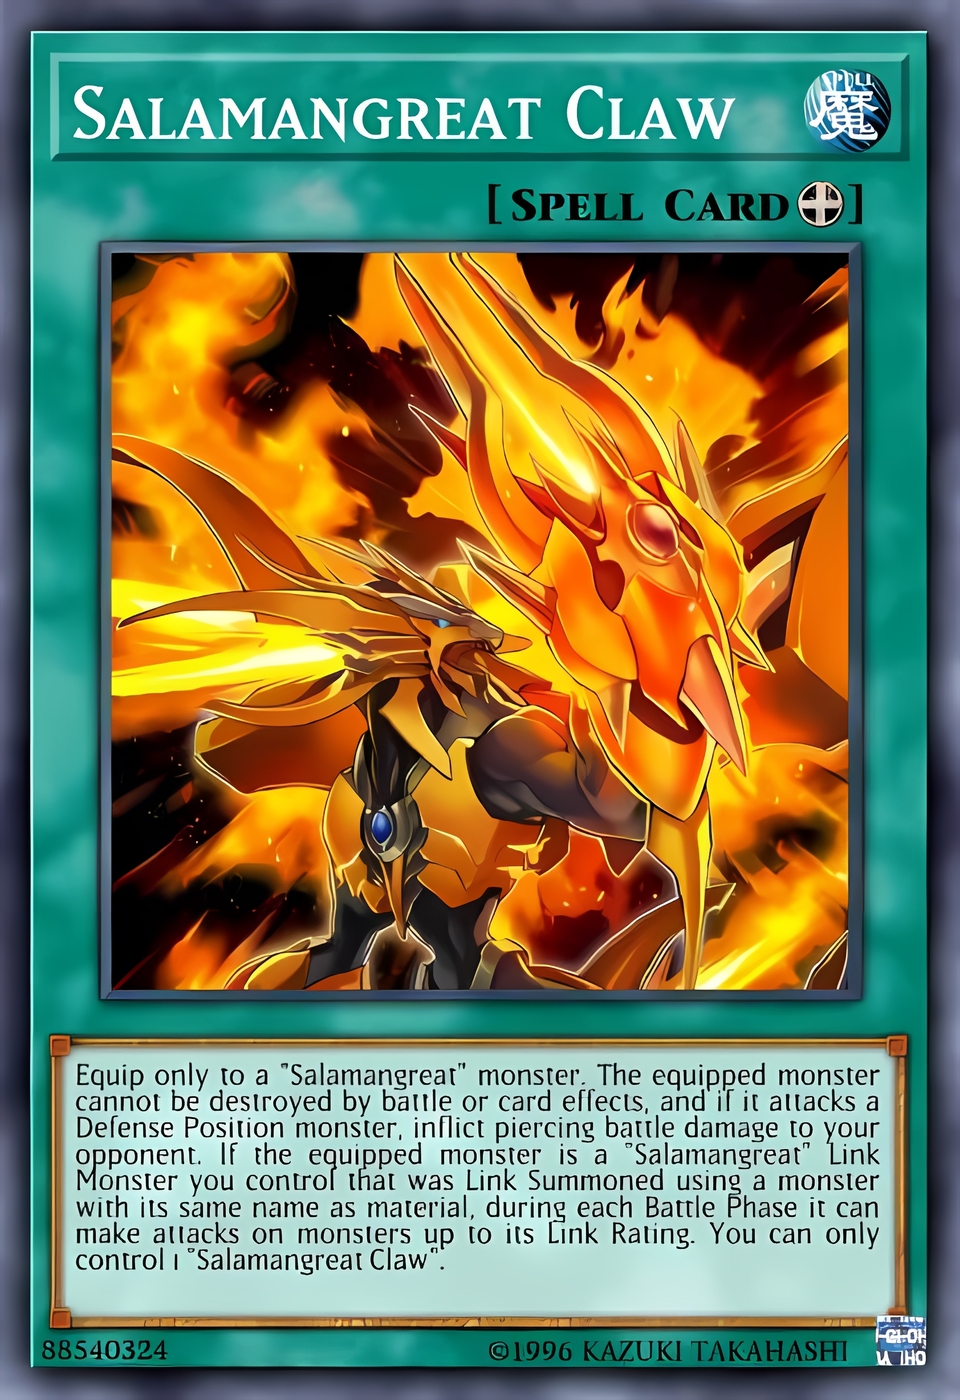 Salamangreat Claw
魔
[Spell Card]
Equip only to a "Salamangreat" monster. The equipped monster
cannot be destroyed by battle or card effects, and if it attacks a
Defense Position monster, inflict piercing battle damage to your
opponent. If the equipped monster is a "Salamangreat" Link
Monster you control that was Link Summoned using a monster
with its same name as material, during each Battle Phase it can
make attacks on monsters up to its Link Rating. You can only
control 1 "Salamangreat Claw".
88540324
©1996 KAZUKI TAKAHASHI